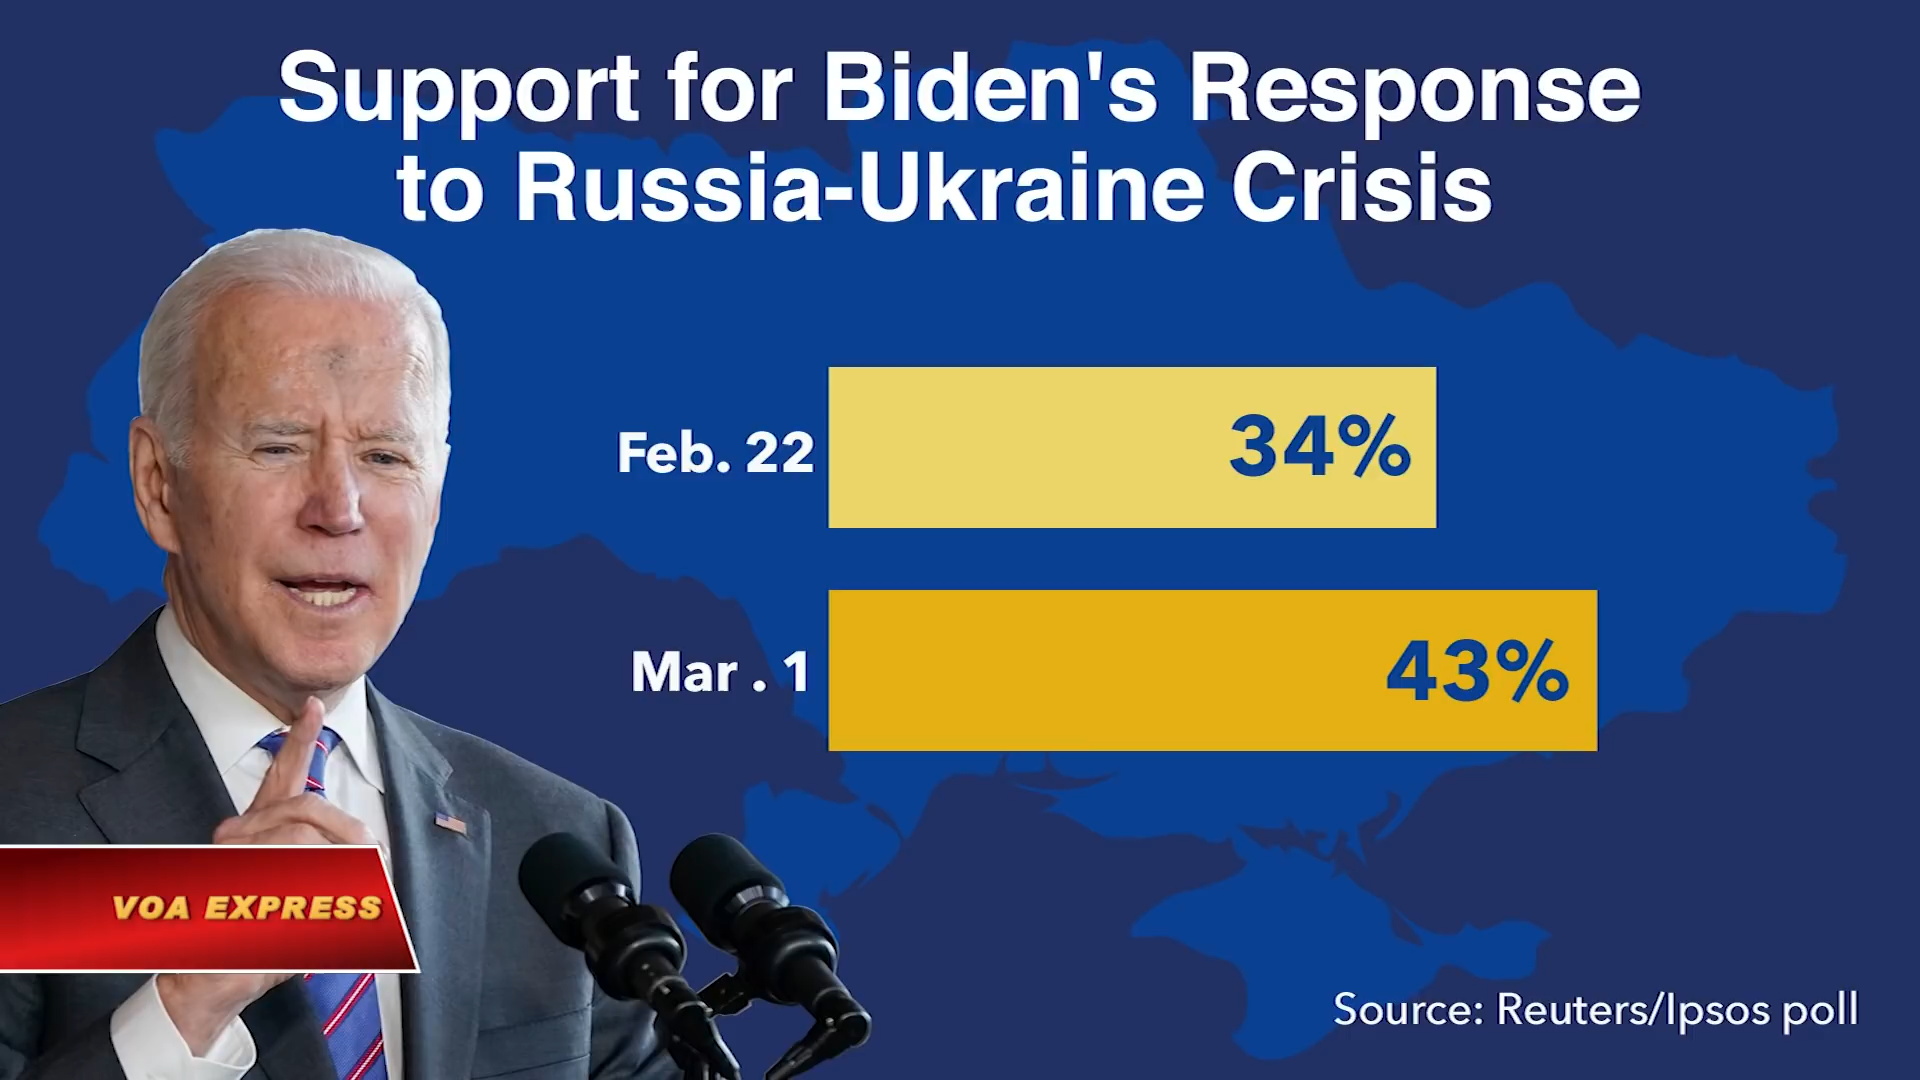 Support for Biden's Response
to Russia-Ukraine Crisis
Feb. 22
34%
Mar . 1
43%
VOA EXPRESS
Source: Reuters/Ipsos poll